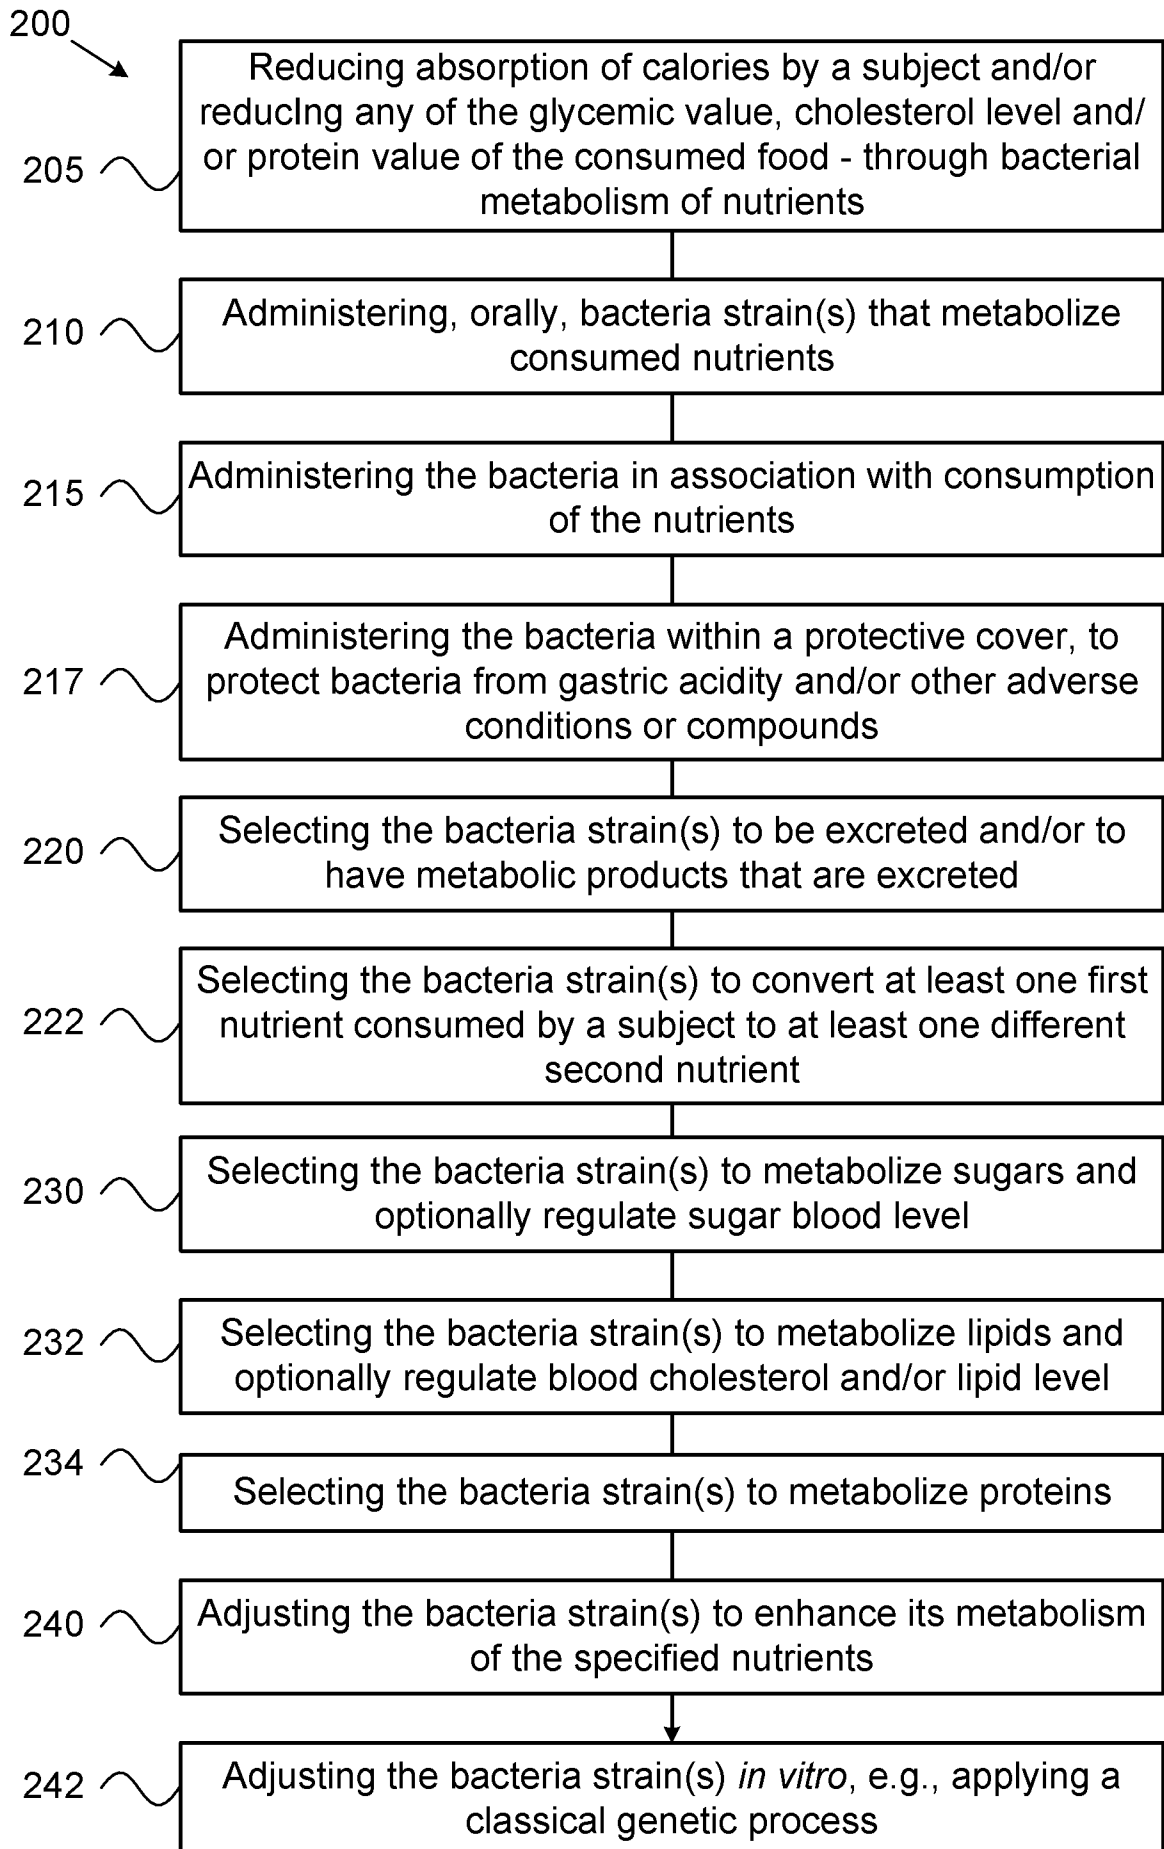 200
Reducing absorption of calories by a subject and/or
reducIng any of the glycemic value, cholesterol level and/
or protein value of the consumed food - through bacterial
metabolism of nutrients
205
Administering, orally, bacteria strain(s) that metabolize
consumed nutrients
210
Administering the bacteria in association with consumption
of the nutrients
215
Administering the bacteria within a protective cover, to
protect bacteria from gastric acidity and/or other adverse
conditions or compounds
217
Selecting the bacteria strain(s) to be excreted and/or to
have metabolic products that are excreted
220
Selecting the bacteria strain(s) to convert at least one first
nutrient consumed by a subject to at least one different
second nutrient
222
Selecting the bacteria strain(s) to metabolize sugars and
optionally regulate sugar blood level
230
Selecting the bacteria strain(s) to metabolize lipids and
optionally regulate blood cholesterol and/or lipid level
232
Selecting the bacteria strain(s) to metabolize proteins
234
Adjusting the bacteria strain(s) to enhance its metabolism
of the specified nutrients
240
Adjusting the bacteria strain(s) in vitro, e.g., applying a
classical genetic process
242